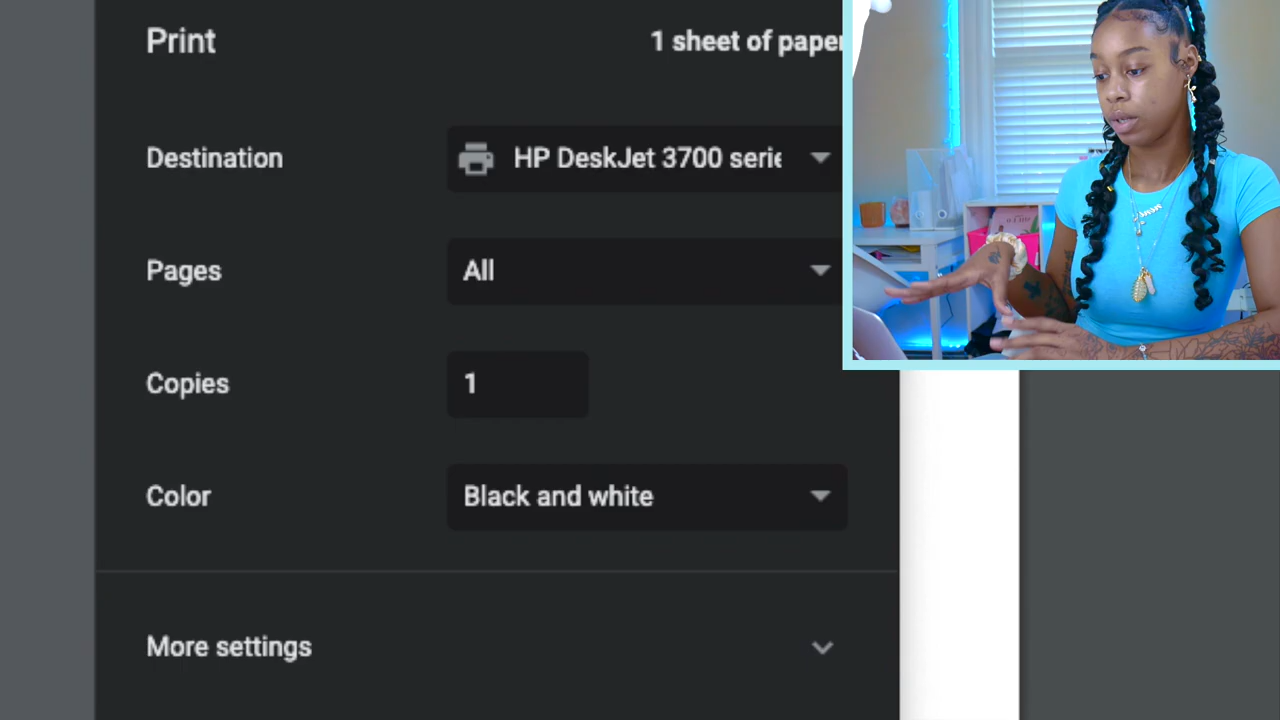 Print
1 sheet of paper
Destination
HP DeskJet 3700 serie
Pages
All
Copies
1
Color
Black and white
More settings